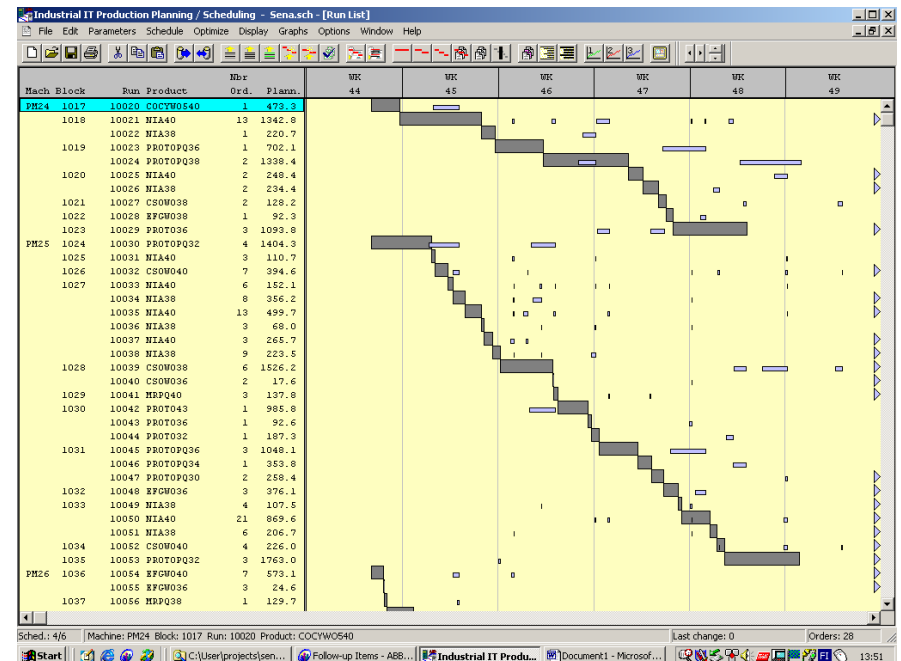 Industrial IT Production Planning / Scheduling - Sena.sch - [Run List]
File Edit Parameters Schedule Optimize Display Graphs Options Window Help
Nbr WK WK WK WK WK WK
Mach Block Run Product Ord. Plann. 44 45 46 47 48 49
PM24 1017 10020 COCYWO540 1 473.3
1018 10021 NIA40 13 1342.8
10022 NIA38 1 220.7
1019 10023 PROTOPQ36 1 702.1
10024 PROTOPQ38 2 1338.4
1020 10025 NIA40 2 248.4
10026 NIA38 2 234.4
1021 10027 CSOWO38 2 128.2
1022 10028 EFGWO38 1 92.3
1023 10029 PROTO36 3 1093.8
PM25 1024 10030 PROTOPQ32 4 1404.3
1025 10031 NIA40 3 110.7
1026 10032 CSOWO40 7 394.6
1027 10033 NIA40 6 152.1
10034 NIA38 8 356.2
10035 NIA40 13 499.7
10036 NIA38 3 68.0
10037 NIA40 3 265.7
10038 NIA38 9 223.5
1028 10039 CSOWO38 6 1526.2
10040 CSOWO36 2 17.6
1029 10041 MRPQ40 3 137.8
1030 10042 PROTO43 1 985.8
10043 PROTO36 1 92.6
10044 PROTO32 1 187.3
1031 10045 PROTOPQ36 3 1048.1
10046 PROTOPQ34 1 353.8
10047 PROTOPQ30 2 258.4
1032 10048 EFGWO36 3 376.1
1033 10049 NIA38 4 107.5
10050 NIA40 21 869.6
10051 NIA38 6 206.7
1034 10052 CSOWO40 4 226.0
1035 10053 PROTOPQ32 3 1763.0
PM26 1036 10054 EFGWO40 7 573.1
10055 EFGWO36 3 24.6
1037 10056 MRPQ38 1 129.7
Sched.: 4/6 Machine: PM24 Block: 1017 Run: 10020 Product: COCYWO540 Last change: 0 Orders: 28
Start C:\User\projects\sen... Follow-up Items - ABB... Industrial IT Produ... Document1 - Microsof... FI 13:51